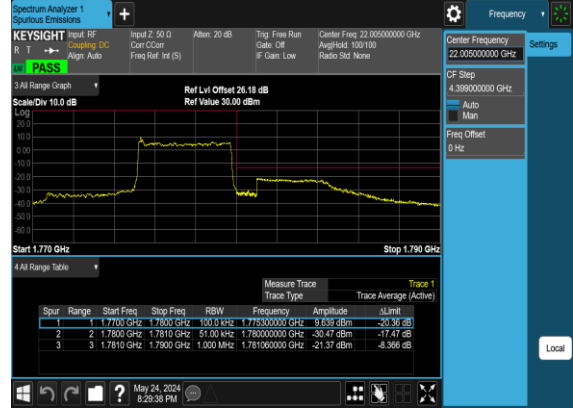 Spectrum Analyzer 1
Spurious Emissions
Frequency
KEYSIGHT
R T
Input: RF
Coupling: DC
Align: Auto
Input Z: 50 Ω
Corr CCorr
Freq Ref: Int (S)
Atten: 20 dB
Trig: Free Run
Gate: Off
IF Gain: Low
Center Freq: 22.005000000 GHz
Avg|Hold: 100/100
Radio Std: None
PASS
Center Frequency
22.005000000 GHz
Settings
CF Step
4.399000000 GHz
Auto
Man
Freq Offset
0 Hz
3 All Range Graph
Scale/Div 10.0 dB
Ref Lvl Offset 26.18 dB
Ref Value 30.00 dBm
Log
20.0
10.0
0.00
-10.0
-20.0
-30.0
-40.0
-50.0
-60.0
Start 1.770 GHz
Stop 1.790 GHz
4 All Range Table
Measure Trace Trace 1
Trace Type Trace Average (Active)
Spur Range Start Freq Stop Freq RBW Frequency Amplitude ΔLimit
1 1 1.7700 GHz 1.7800 GHz 100.0 kHz 1.775300000 GHz 9.639 dBm -20.36 dB
2 2 1.7800 GHz 1.7810 GHz 51.00 kHz 1.780000000 GHz -30.47 dBm -17.47 dB
3 3 1.7810 GHz 1.7900 GHz 1.000 MHz 1.781060000 GHz -21.37 dBm -8.366 dB
Local
May 24, 2024
8:29:38 PM